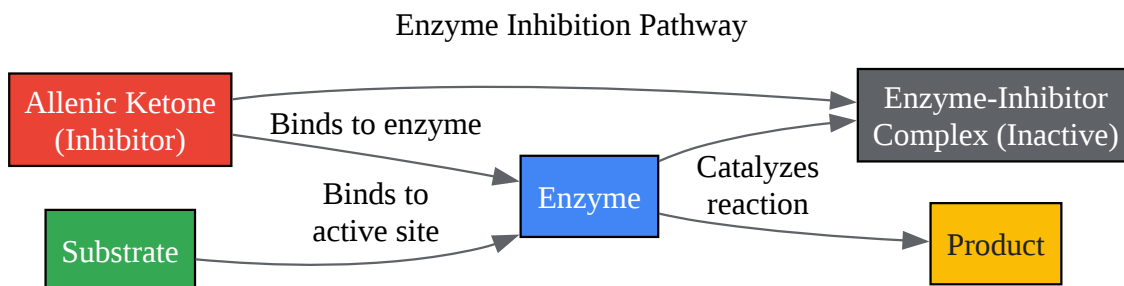 Enzyme Inhibition Pathway
Allenic Ketone
(Inhibitor)
Binds to enzyme
Enzyme-Inhibitor
Complex (Inactive)
Substrate
Binds to
active site
Enzyme
Catalyzes
reaction
Product